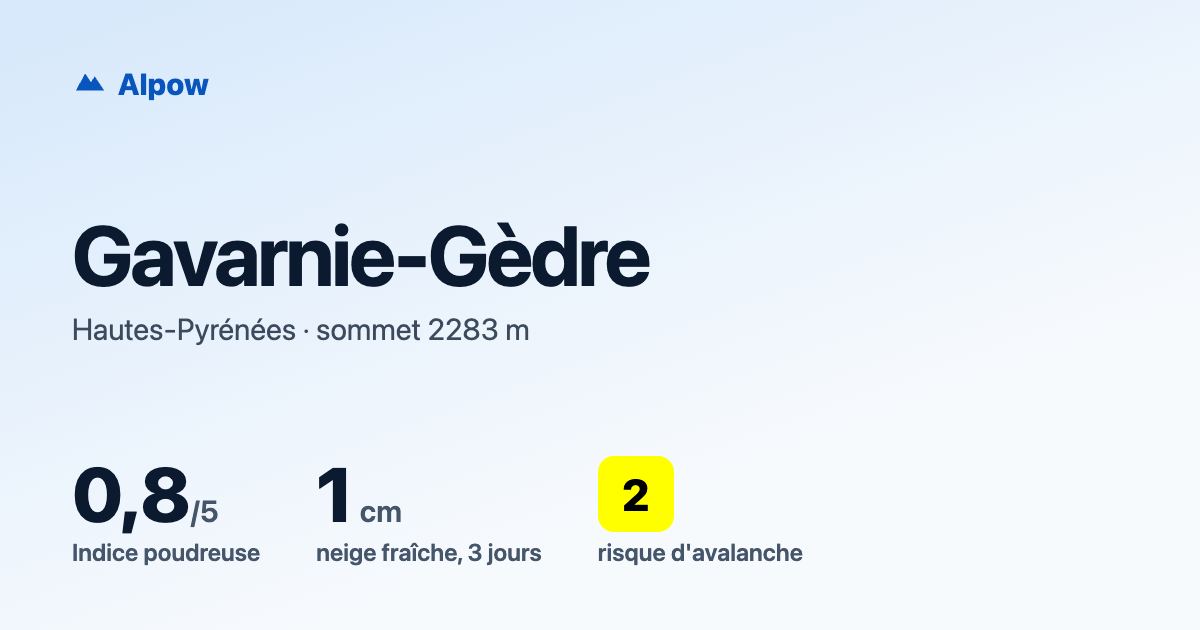 Alpow
Gavarnie-Gèdre
Hautes-Pyrénées · sommet 2283 m
0,8/5
Indice poudreuse
1 cm
neige fraîche, 3 jours
2
risque d'avalanche